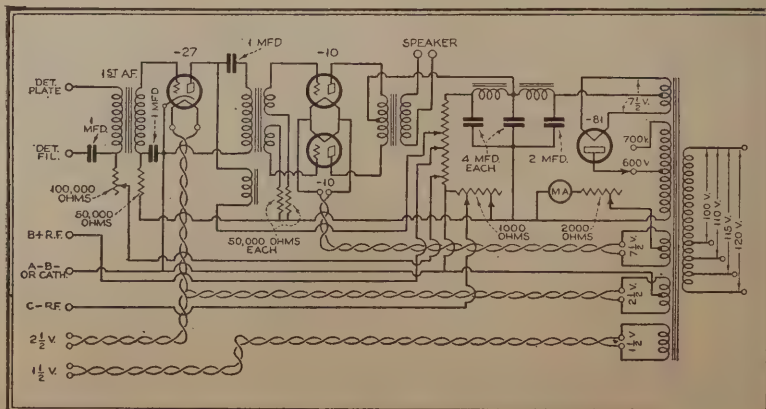 DET. PLATE
1ST A.F.
-27
1 MFD.
-10
SPEAKER
-81
7½ V.
700V.
600V
100 V.
110 V.
115 V.
120 V.
1 MFD.
1 MFD
DET. FIL.
4 MFD. EACH
2 MFD.
100,000 OHMS
50,000 OHMS
-10
50,000 OHMS EACH
1000 OHMS
MA
2000 OHMS
B+R.F.
A-B- OR CATH.
C-R.F.
7½ V.
2½ V.
1½ V.
2½ V.
1½ V.